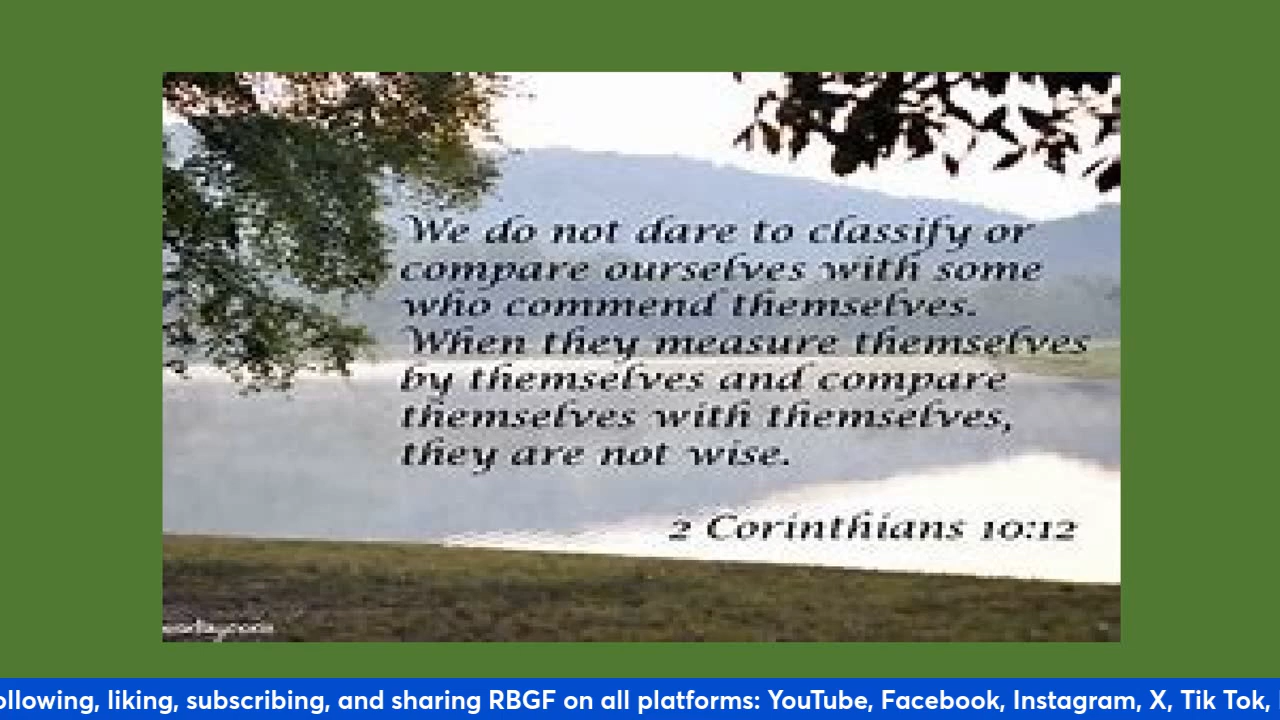 We do not dare to classify or
compare ourselves with some
who commend themselves.
When they measure themselves
by themselves and compare
themselves with themselves,
they are not wise.
2 Corinthians 10:12
ollowing, liking, subscribing, and sharing RBGF on all platforms: YouTube, Facebook, Instagram, X, Tik Tok,